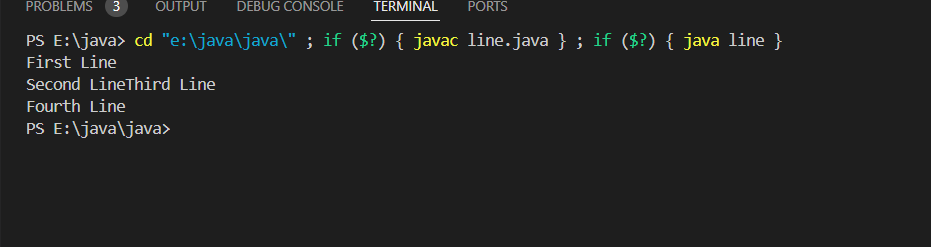 PROBLEMS 3 OUTPUT DEBUG CONSOLE TERMINAL PORTS
PS E:\java> cd "e:\java\java\" ; if ($?) { javac line.java } ; if ($?) { java line }
First Line
Second LineThird Line
Fourth Line
PS E:\java\java>